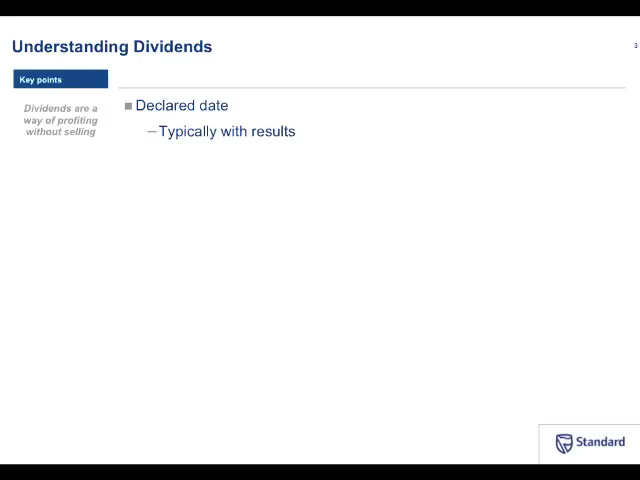 Understanding Dividends
3
Key points
Dividends are a
way of profiting
without selling
Declared date
Typically with results
Standard